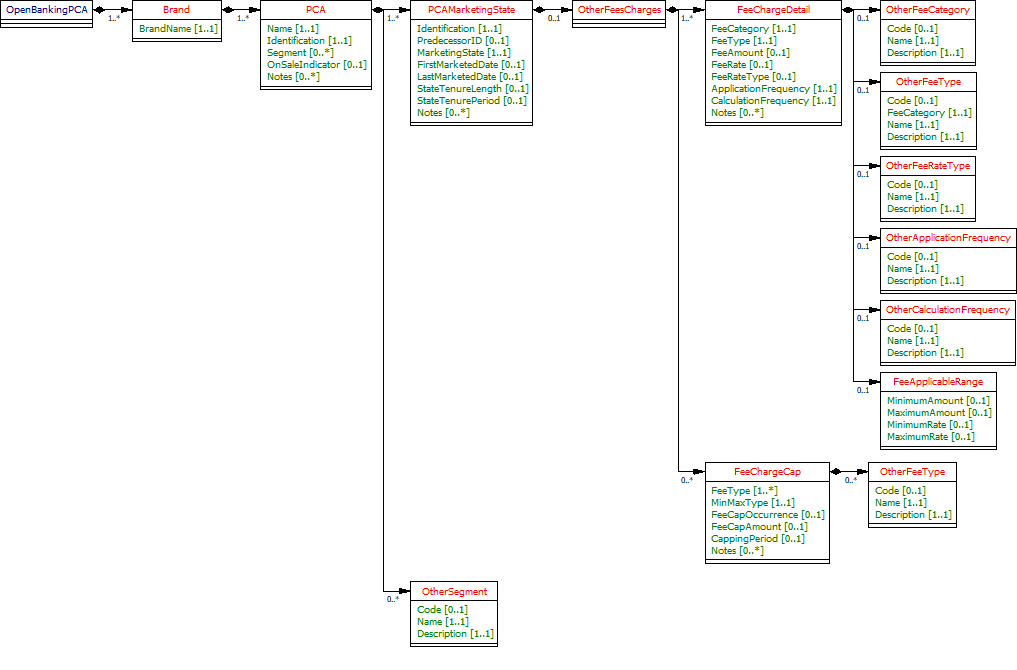 OpenBankingPCA
1..*
Brand
BrandName [1..1]
1..*
PCA
Name [1..1]
Identification [1..1]
Segment [0..*]
OnSaleIndicator [0..1]
Notes [0..*]
1..*
PCAMarketingState
Identification [1..1]
PredecessorID [0..1]
MarketingState [1..1]
FirstMarketedDate [0..1]
LastMarketedDate [0..1]
StateTenureLength [0..1]
StateTenurePeriod [0..1]
Notes [0..*]
0..1
OtherFeesCharges
1..*
FeeChargeDetail
FeeCategory [1..1]
FeeType [1..1]
FeeAmount [0..1]
FeeRate [0..1]
FeeRateType [0..1]
ApplicationFrequency [1..1]
CalculationFrequency [1..1]
Notes [0..*]
0..1
OtherFeeCategory
Code [0..1]
Name [1..1]
Description [1..1]
0..1
OtherFeeType
Code [0..1]
FeeCategory [1..1]
Name [1..1]
Description [1..1]
0..1
OtherFeeRateType
Code [0..1]
Name [1..1]
Description [1..1]
0..1
OtherApplicationFrequency
Code [0..1]
Name [1..1]
Description [1..1]
0..1
OtherCalculationFrequency
Code [0..1]
Name [1..1]
Description [1..1]
0..1
FeeApplicableRange
MinimumAmount [0..1]
MaximumAmount [0..1]
MinimumRate [0..1]
MaximumRate [0..1]
0..*
FeeChargeCap
FeeType [1..*]
MinMaxType [1..1]
FeeCapOccurrence [0..1]
FeeCapAmount [0..1]
CappingPeriod [0..1]
Notes [0..*]
0..*
OtherFeeType
Code [0..1]
Name [1..1]
Description [1..1]
0..*
OtherSegment
Code [0..1]
Name [1..1]
Description [1..1]